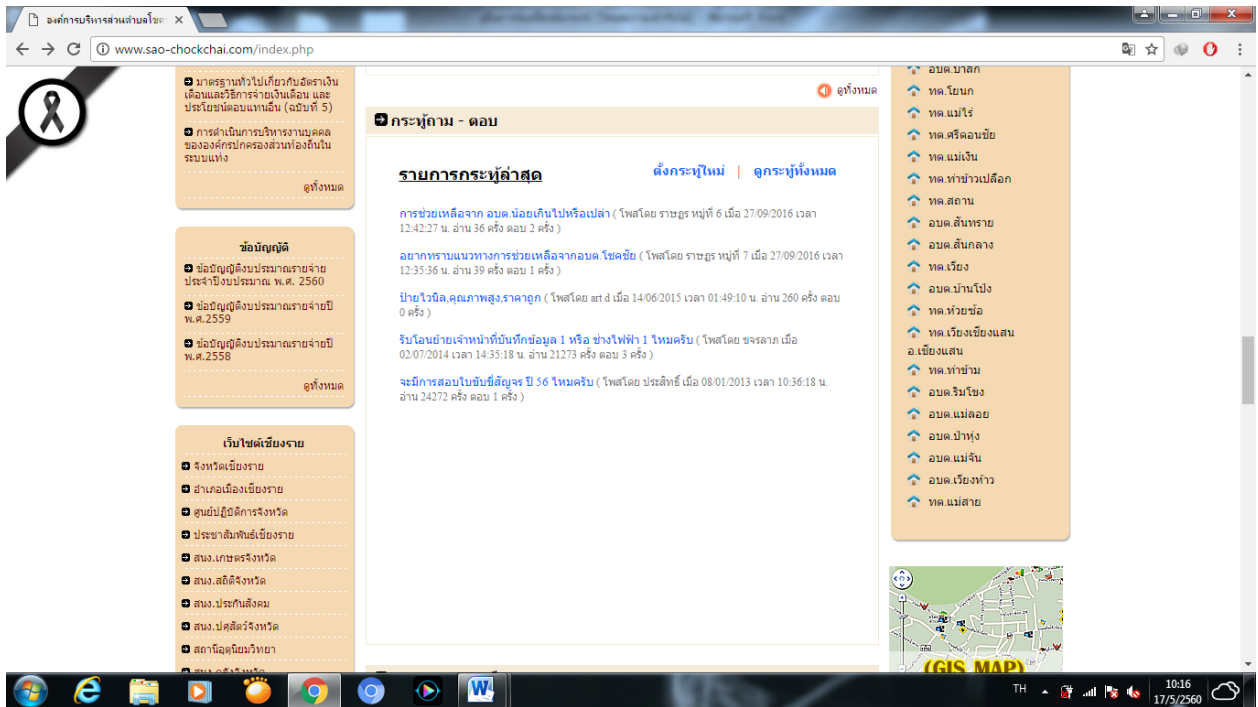 องค์การบริหารส่วนตำบลโชค
www.sao-chockchai.com/index.php
มาตรฐานทั่วไปเกี่ยวกับอัตราเงิน
เดือนและวิธีการจ่ายเงินเดือน และ
ประโยชน์ตอบแทนอื่น (ฉบับที่ 5)
การดำเนินการบริหารงานบุคคล
ขององค์กรปกครองส่วนท้องถิ่นใน
ระบบแท่ง
ดูทั้งหมด
ข้อบัญญัติ
ข้อบัญญัติงบประมาณรายจ่าย
ประจำปีงบประมาณ พ.ศ. 2560
ข้อบัญญัติงบประมาณรายจ่ายปี
พ.ศ.2559
ข้อบัญญัติงบประมาณรายจ่ายปี
พ.ศ.2558
ดูทั้งหมด
เว็บไซต์เชียงราย
จังหวัดเชียงราย
อำเภอเมืองเชียงราย
ศูนย์ปฏิบัติการจังหวัด
ประชาสัมพันธ์เชียงราย
สนง.เกษตรจังหวัด
สนง.สถิติจังหวัด
สนง.ประกันสังคม
สนง.ปศุสัตว์จังหวัด
สถานีอุตุนิยมวิทยา
ดูทั้งหมด
กระทู้ถาม - ตอบ
รายการกระทู้ล่าสุด
ตั้งกระทู้ใหม่ | ดูกระทู้ทั้งหมด
การช่วยเหลือจาก อบต.น้อยเกินไปหรือเปล่า ( โพสโดย ราษฎร หมู่ที่ 6 เมื่อ 27/09/2016 เวลา
12:42:27 น. อ่าน 36 ครั้ง ตอบ 2 ครั้ง )
อยากทราบแนวทางการช่วยเหลือจากอบต.โชคชัย ( โพสโดย ราษฎร หมู่ที่ 7 เมื่อ 27/09/2016 เวลา
12:35:36 น. อ่าน 39 ครั้ง ตอบ 1 ครั้ง )
ป้ายไวนิล,คุณภาพสูง,ราคาถูก ( โพสโดย art d เมื่อ 14/06/2015 เวลา 01:49:10 น. อ่าน 260 ครั้ง ตอบ
0 ครั้ง )
รับโอนย้ายเจ้าหน้าที่บันทึกข้อมูล 1 หรือ ช่างไฟฟ้า 1 ไหมครับ ( โพสโดย ขจรลาภ เมื่อ
02/07/2014 เวลา 14:35:18 น. อ่าน 21273 ครั้ง ตอบ 3 ครั้ง )
จะมีการสอบใบขับขี่สัญจร ปี 56 ไหมครับ ( โพสโดย ประสิทธิ์ เมื่อ 08/01/2013 เวลา 10:36:18 น.
อ่าน 24272 ครั้ง ตอบ 1 ครั้ง )
ทต.โยนก
ทต.แม่ไร่
ทต.ศรีดอนชัย
ทต.แม่เงิน
ทต.ท่าข้าวเปลือก
ทต.สถาน
อบต.สันทราย
อบต.สันกลาง
ทต.เวียง
อบต.บ้านโป่ง
ทต.ห้วยซ้อ
ทต.เวียงเชียงแสน
อ.เชียงแสน
ทต.ท่าข้าม
อบต.ริมโขง
อบต.แม่ลอย
อบต.ป่าหุ่ง
อบต.แม่จัน
อบต.เวียงห้าว
ทต.แม่สาย
(GIS MAP)
TH
10:16
17/5/2560